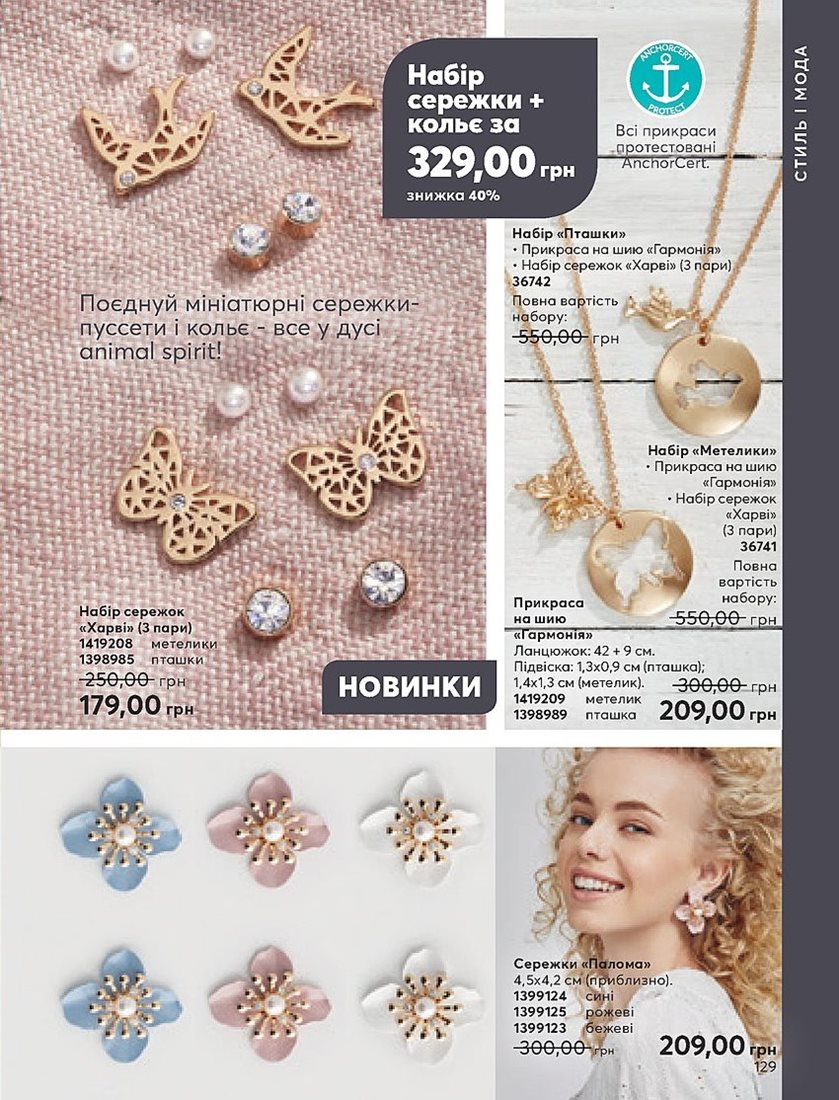 Набір
сережки +
кольє за
329,00 грн
знижка 40%
ANCHORCERT
PROTECT
Всі прикраси
протестовані
AnchorCert.
СТИЛЬ І МОДА
Набір «Пташки»
• Прикраса на шию «Гармонія»
• Набір сережок «Харві» (3 пари)
36742
Повна вартість
набору:
550,00 грн
Поєднуй мініатюрні сережки-
пуссети і кольє - все у дусі
animal spirit!
Набір «Метелики»
• Прикраса на шию
«Гармонія»
• Набір сережок
«Харві»
(3 пари)
36741
Повна
вартість
набору:
550,00 грн
Набір сережок
«Харві» (3 пари)
1419208 метелики
1398985 пташки
250,00 грн
179,00 грн
НОВИНКИ
Прикраса
на шию
«Гармонія»
Ланцюжок: 42 + 9 см.
Підвіска: 1,3х0,9 см (пташка);
1,4х1,3 см (метелик).
1419209 метелик
1398989 пташка
300,00 грн
209,00 грн
Сережки «Палома»
4,5х4,2 см (приблизно).
1399124 сині
1399125 рожеві
1399123 бежеві
300,00 грн
209,00 грн
129